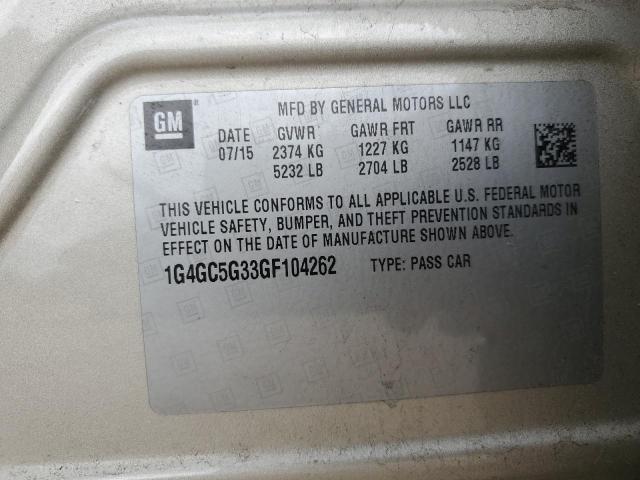 GM
MFD BY GENERAL MOTORS LLC
DATE GVWR GAWR FRT GAWR RR
07/15 2374 KG 1227 KG 1147 KG
5232 LB 2704 LB 2528 LB
THIS VEHICLE CONFORMS TO ALL APPLICABLE U.S. FEDERAL MOTOR
VEHICLE SAFETY, BUMPER, AND THEFT PREVENTION STANDARDS IN
EFFECT ON THE DATE OF MANUFACTURE SHOWN ABOVE.
1G4GC5G33GF104262 TYPE: PASS CAR